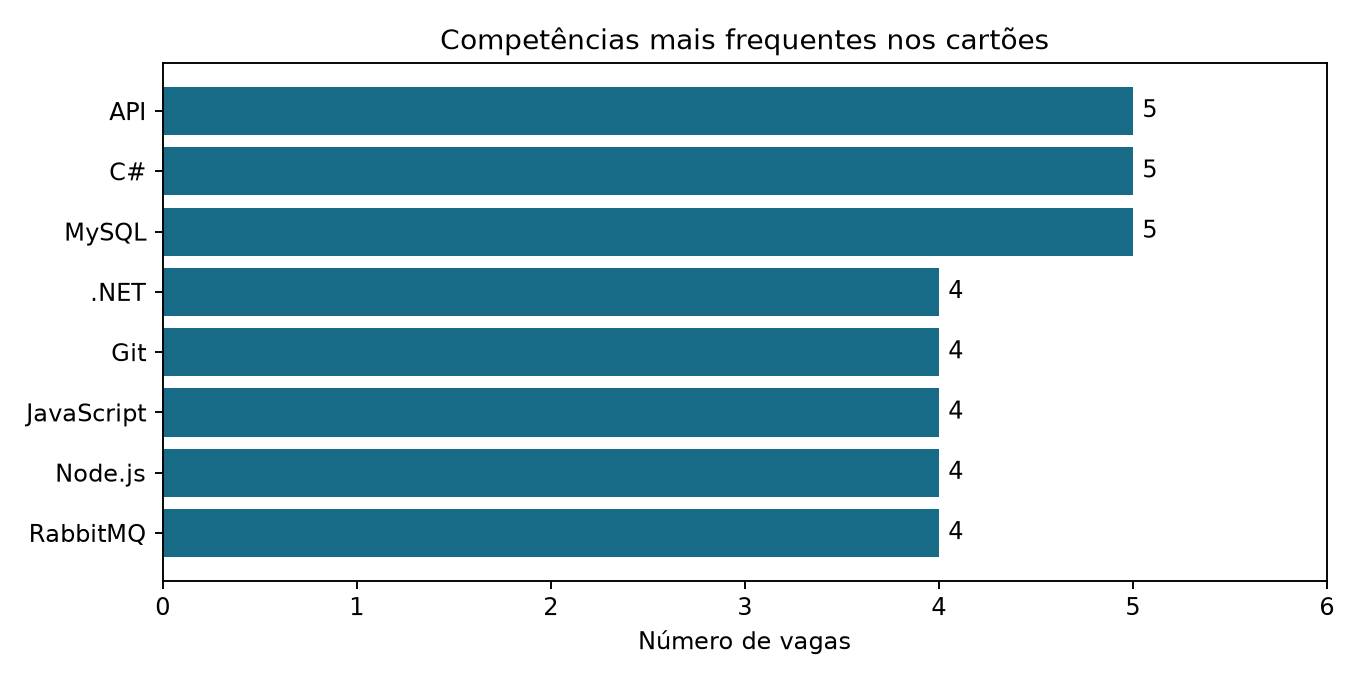 Competências mais frequentes nos cartões
API 5
C# 5
MySQL 5
.NET 4
Git 4
JavaScript 4
Node.js 4
RabbitMQ 4
0 1 2 3 4 5 6
Número de vagas